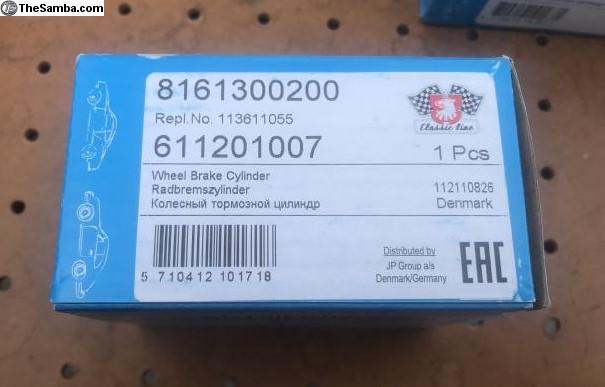 TheSamba.com
8161300200
Repl.No. 113611055
Classic line
611201007
1 Pcs
Wheel Brake Cylinder
Radbremszylinder
Колесный тормозной цилиндр
112110826
Denmark
5 710412 101718
Distributed by
JP Group a/s
Denmark/Germany
EAC